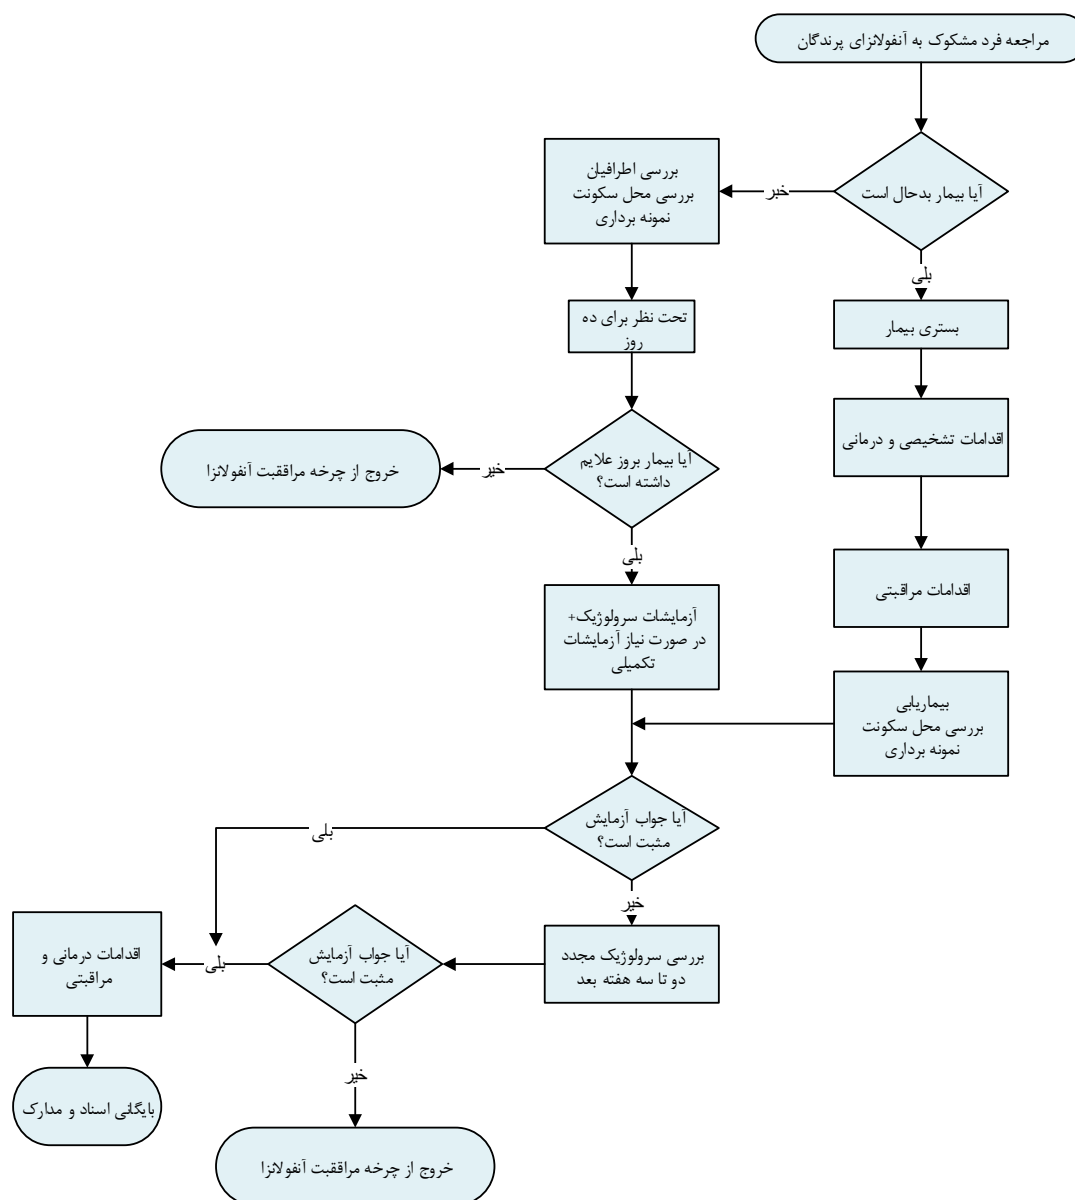 مراجعه فرد مشکوک به آنفولانزای پرندگان
آیا بیمار بدحال است
خبر
بررسی اطرافیان
بررسی محل سکونت
نمونه برداری
بلی
تحت نظر برای ده
روز
بستری بیمار
اقدامات تشخیصی و درمانی
آیا بیمار بروز علایم
داشته است؟
خیر
خروج از چرخه مراققبت آنفولانزا
بلی
اقدامات مراقبتی
آزمایشات سرولوژیک+
در صورت نیاز آزمایشات
تکمیلی
بیماریابی
بررسی محل سکونت
نمونه برداری
آیا جواب آزمایش
مثبت است؟
بلی
خیر
بررسی سرولوژیک مجدد
دو تا سه هفته بعد
آیا جواب آزمایش
مثبت است؟
بلی
اقدامات درمانی و
مراقبتی
خیر
بایگانی اسناد و مدارک
خروج از چرخه مراققبت آنفولانزا